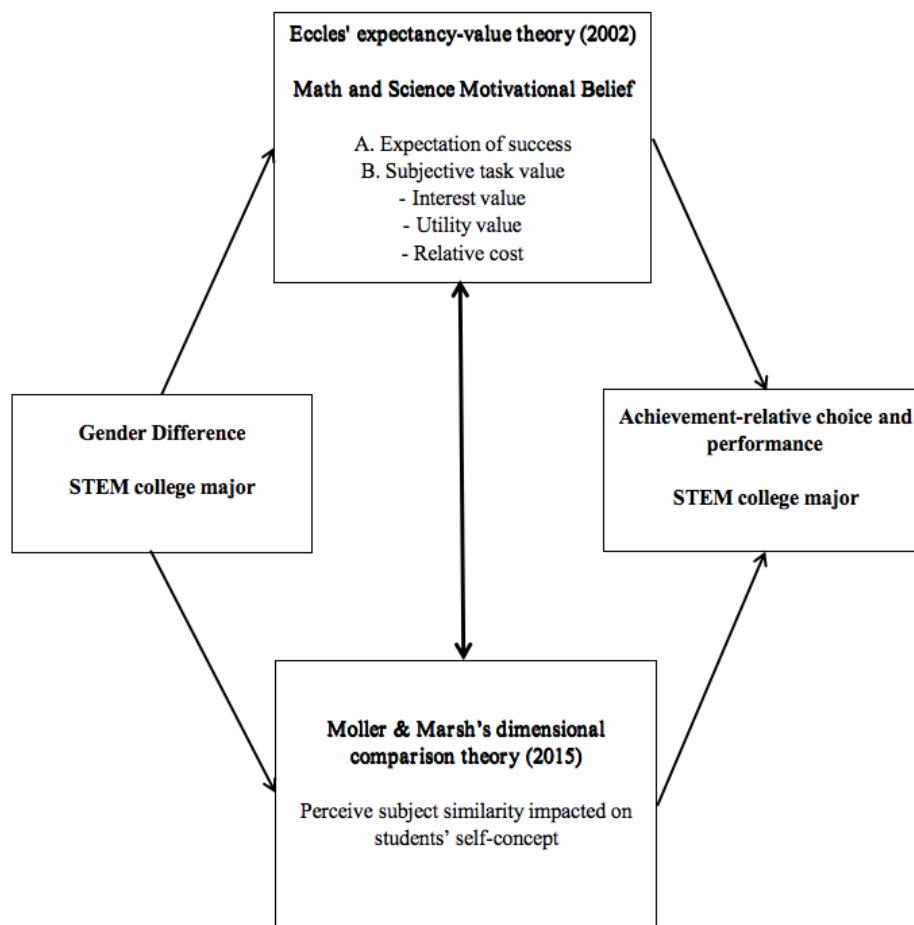 Eccles' expectancy-value theory (2002)
Math and Science Motivational Belief
A. Expectation of success
B. Subjective task value
- Interest value
- Utility value
- Relative cost
Gender Difference
STEM college major
Achievement-relative choice and
performance
STEM college major
Moller & Marsh's dimensional
comparison theory (2015)
Perceive subject similarity impacted on
students' self-concept